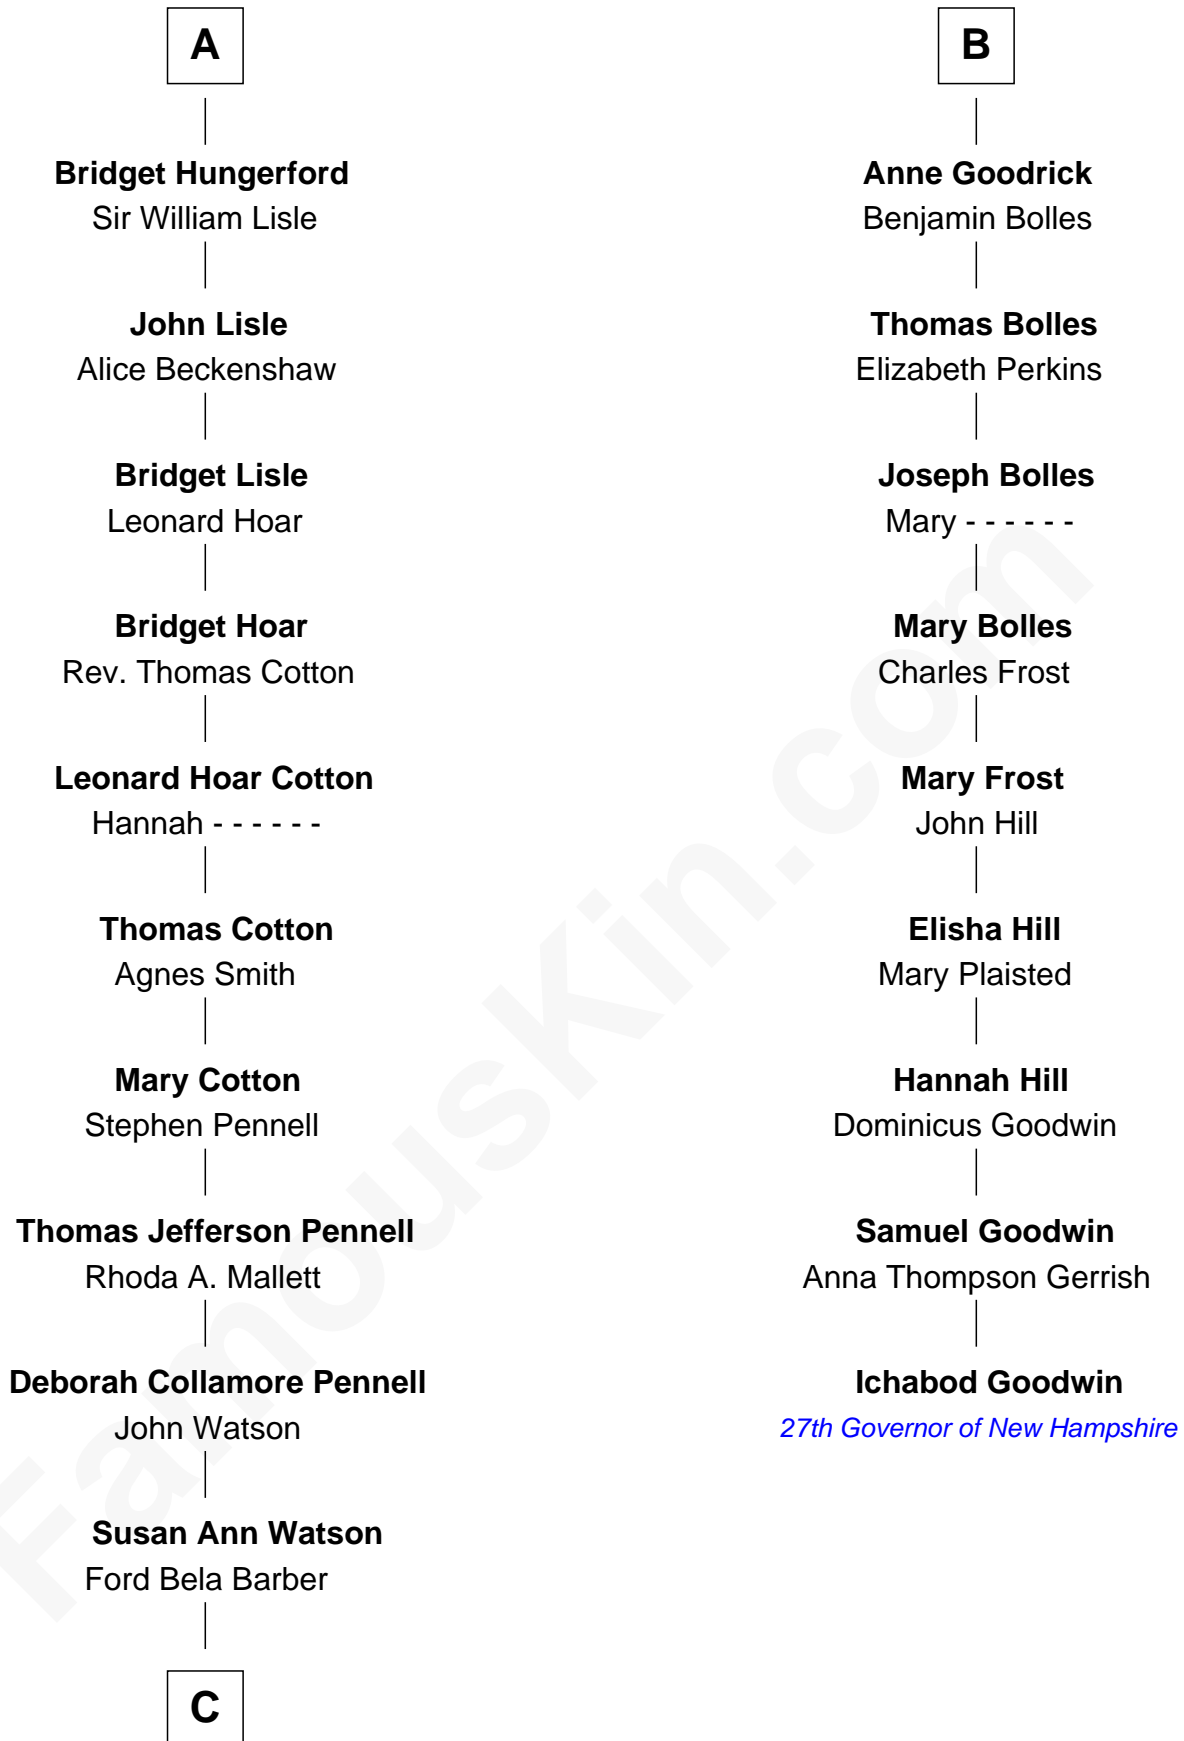 A
Bridget Hungerford
Sir William Lisle
John Lisle
Alice Beckenshaw
Bridget Lisle
Leonard Hoar
Bridget Hoar
Rev. Thomas Cotton
Leonard Hoar Cotton
Hannah - - - - - -
Thomas Cotton
Agnes Smith
Mary Cotton
Stephen Pennell
Thomas Jefferson Pennell
Rhoda A. Mallett
Deborah Collamore Pennell
John Watson
Susan Ann Watson
Ford Bela Barber
C
B
Anne Goodrick
Benjamin Bolles
Thomas Bolles
Elizabeth Perkins
Joseph Bolles
Mary - - - - - -
Mary Bolles
Charles Frost
Mary Frost
John Hill
Elisha Hill
Mary Plaisted
Hannah Hill
Dominicus Goodwin
Samuel Goodwin
Anna Thompson Gerrish
Ichabod Goodwin
27th Governor of New Hampshire
FamousKin.com